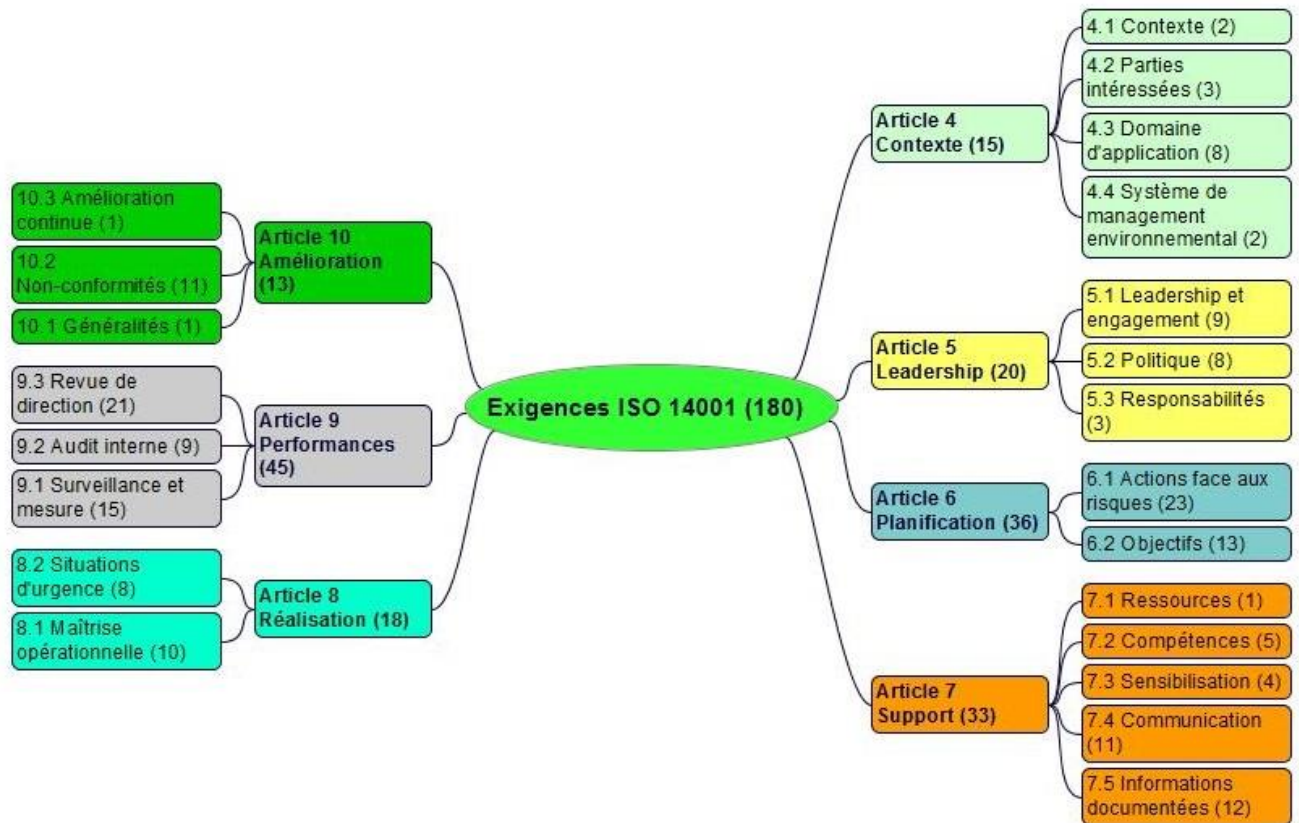 Exigences ISO 14001 (180)
Article 4
Contexte (15)
4.1 Contexte (2)
4.2 Parties
intéressées (3)
4.3 Domaine
d'application (8)
4.4 Système de
management
environnemental (2)
Article 5
Leadership (20)
5.1 Leadership et
engagement (9)
5.2 Politique (8)
5.3 Responsabilités
(3)
Article 6
Planification (36)
6.1 Actions face aux
risques (23)
6.2 Objectifs (13)
Article 7
Support (33)
7.1 Ressources (1)
7.2 Compétences (5)
7.3 Sensibilisation (4)
7.4 Communication
(11)
7.5 Informations
documentées (12)
Article 8
Réalisation (18)
8.2 Situations
d'urgence (8)
8.1 Maîtrise
opérationnelle (10)
Article 9
Performances
(45)
9.3 Revue de
direction (21)
9.2 Audit interne (9)
9.1 Surveillance et
mesure (15)
Article 10
Amélioration
(13)
10.3 Amélioration
continue (1)
10.2
Non-conformités (11)
10.1 Généralités (1)